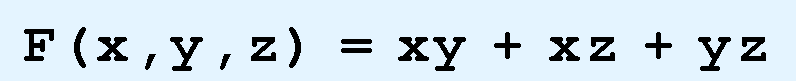 F(x,y,z) = xy + xz + yz